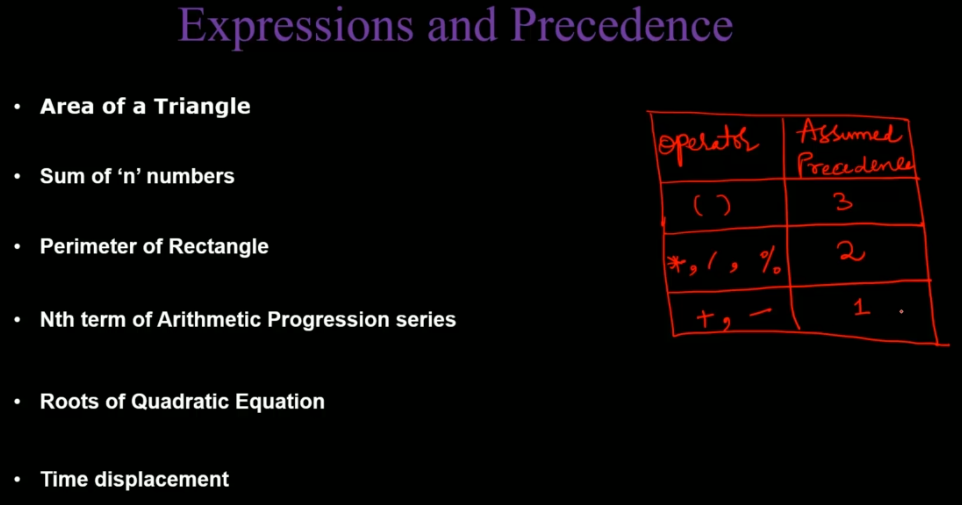 Expressions and Precedence
• Area of a Triangle
• Sum of ‘n’ numbers
• Perimeter of Rectangle
• Nth term of Arithmetic Progression series
• Roots of Quadratic Equation
• Time displacement
Operator Assumed Precedence
( ) 3
*, /, % 2
+, - 1